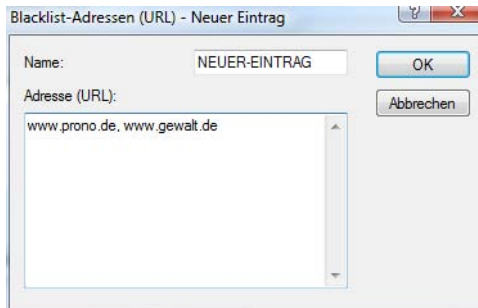 Blacklist-Adressen (URL) - Neuer Eintrag
Name: NEUER-EINTRAG OK
Adresse (URL): Abbrechen
www.prono.de, www.gewalt.de